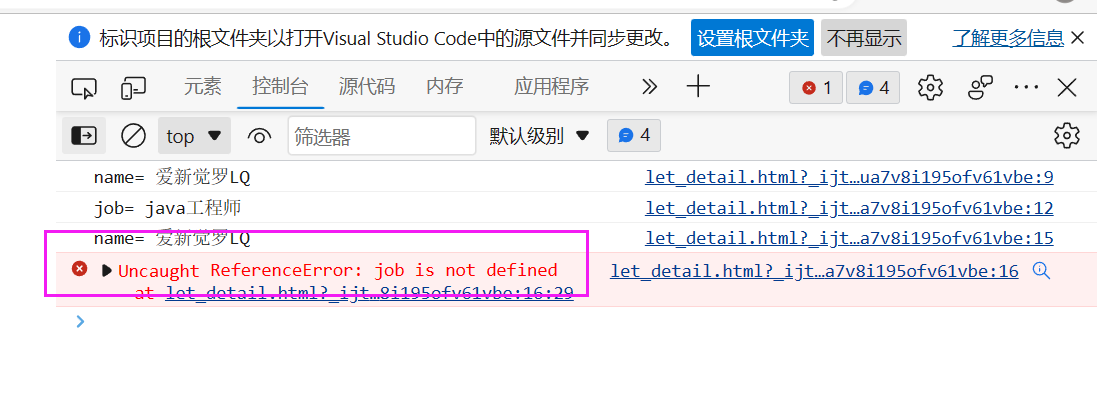 标识项目的根文件夹以打开Visual Studio Code中的源文件并同步更改。 设置根文件夹 不再显示 了解更多信息
元素 控制台 源代码 内存 应用程序 1 4
top 筛选器 默认级别 4
name= 爱新觉罗LQ let_detail.html?_ijt…ua7v8i195ofv61vbe:9
job= java工程师 let_detail.html?_ijt…a7v8i195ofv61vbe:12
name= 爱新觉罗LQ let_detail.html?_ijt…a7v8i195ofv61vbe:15
Uncaught ReferenceError: job is not defined let_detail.html?_ijt…a7v8i195ofv61vbe:16
at let_detail.html?_ijt…8i195ofv61vbe:16:29